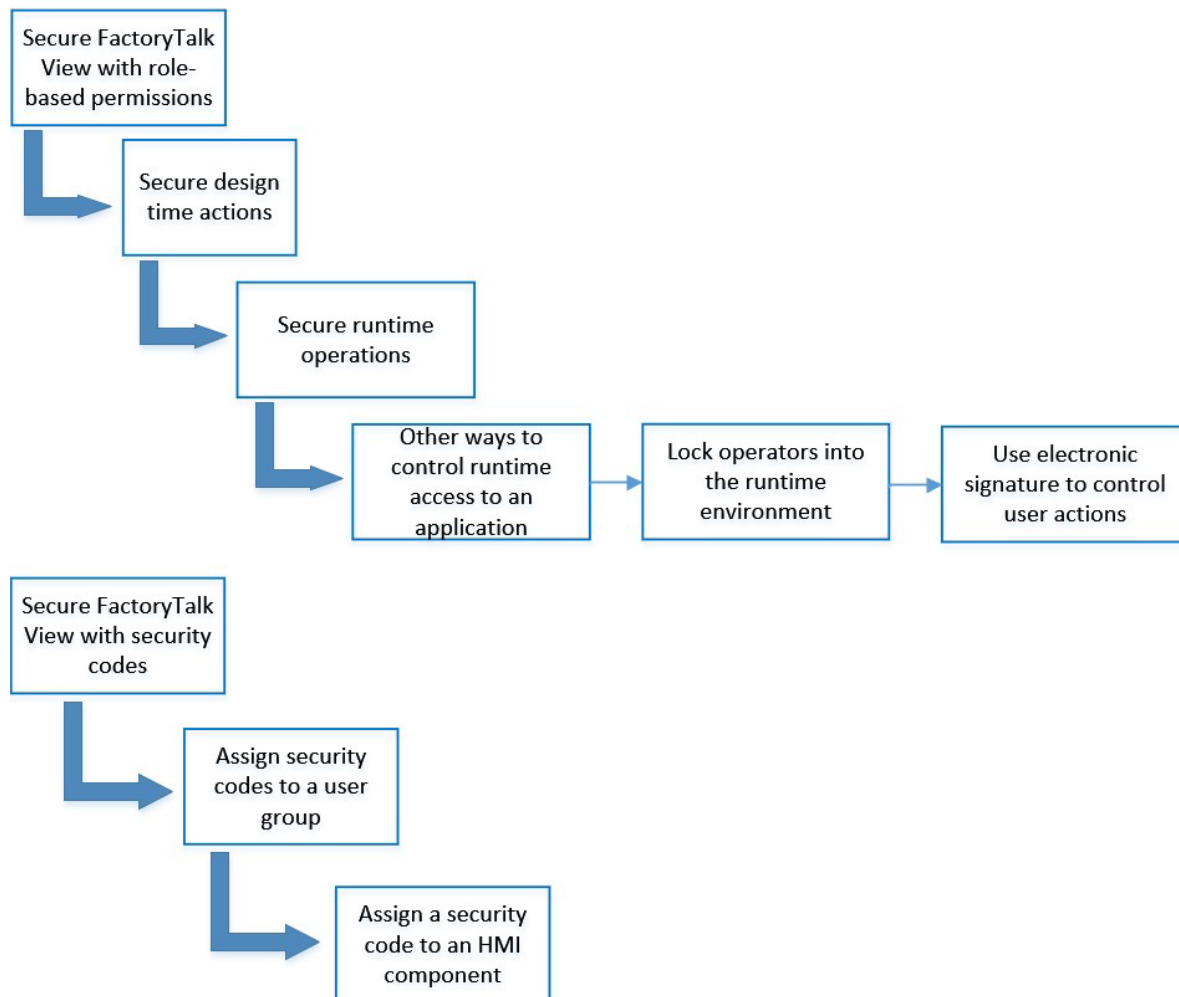 Secure FactoryTalk
View with role-
based permissions
Secure design
time actions
Secure runtime
operations
Other ways to
control runtime
access to an
application
Lock operators into
the runtime
environment
Use electronic
signature to control
user actions
Secure FactoryTalk
View with security
codes
Assign security
codes to a user
group
Assign a security
code to an HMI
component